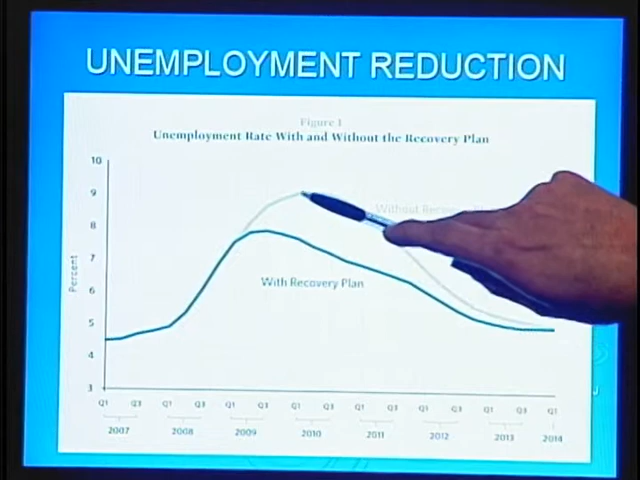 UNEMPLOYMENT REDUCTION
Figure 1
Unemployment Rate With and Without the Recovery Plan
10
9
8
7
6
5
4
3
Percent
Without
With Recovery Plan
Q1 Q3 Q1 Q3 Q1 Q3 Q1 Q3 Q1 Q3 Q1 Q3 Q1 Q3 Q1
2007 2008 2009 2010 2011 2012 2013 2014